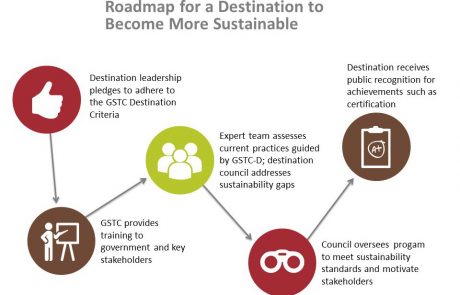 Roadmap for a Destination to
Become More Sustainable
Destination leadership
pledges to adhere to
the GSTC Destination
Criteria
GSTC provides
training to
government and key
stakeholders
Expert team assesses
current practices guided
by GSTC-D; destination
council addresses
sustainability gaps
Council oversees progam
to meet sustainability
standards and motivate
stakeholders
Destination receives
public recognition for
achievements such as
certification
A+